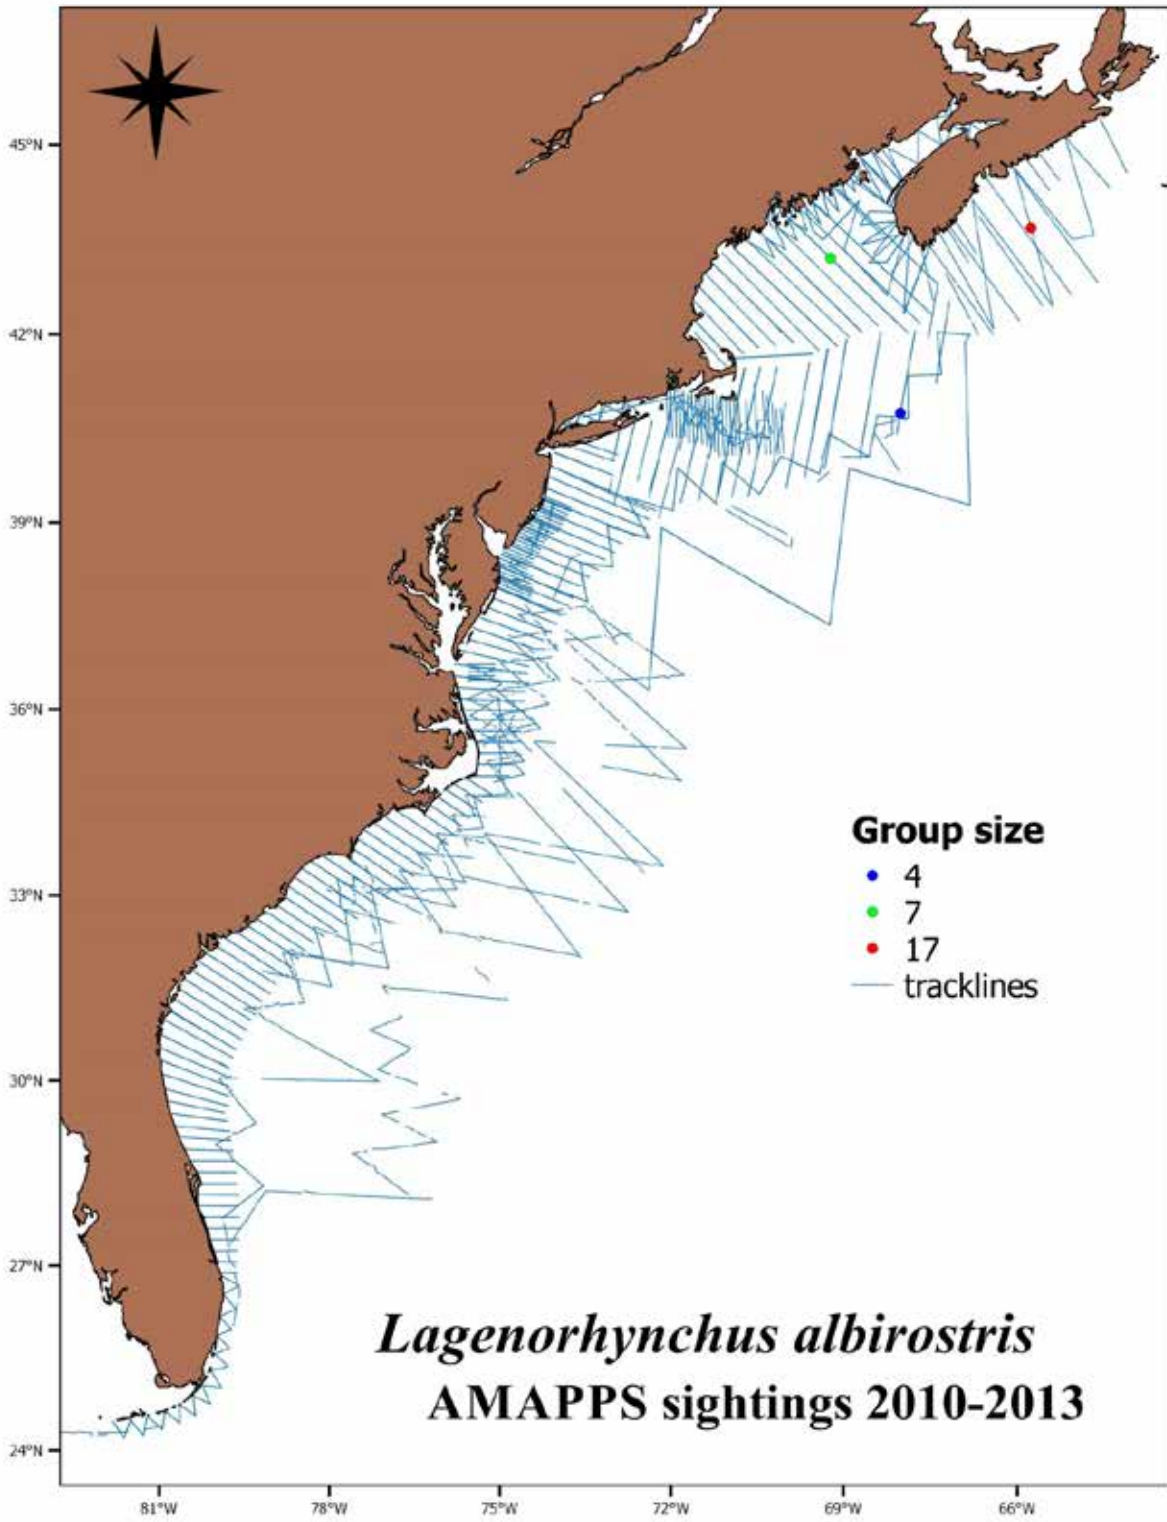 45°N
42°N
39°N
36°N
33°N
30°N
27°N
24°N
Group size
4
7
17
tracklines
Lagenorhynchus albirostris
AMAPPS sightings 2010-2013
81°W 78°W 75°W 72°W 69°W 66°W